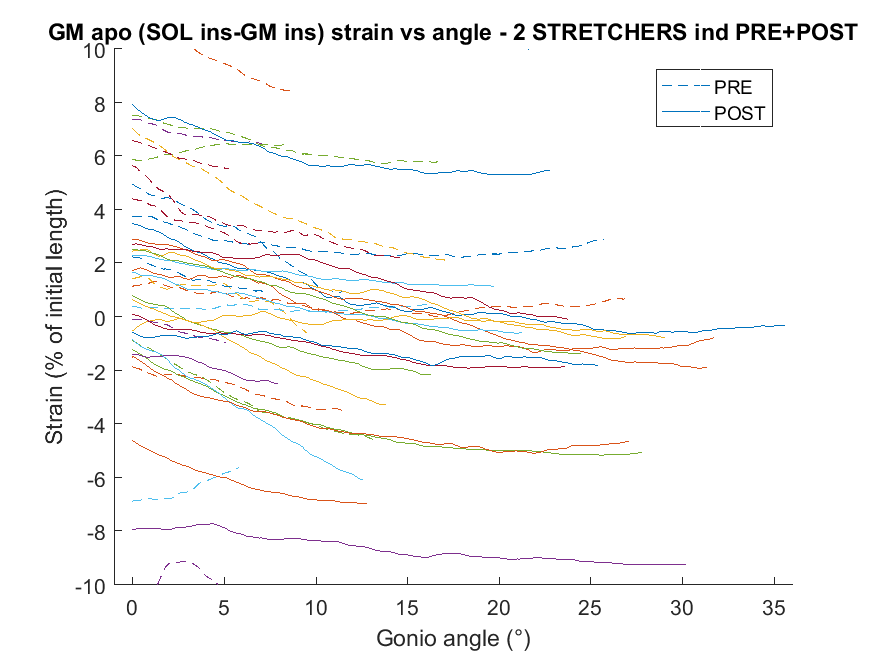 GM apo (SOL ins-GM ins) strain vs angle - 2 STRETCHERS ind PRE+POST
PRE
POST
Strain (% of initial length)
10
8
6
4
2
0
-2
-4
-6
-8
-10
0 5 10 15 20 25 30 35
Gonio angle (°)